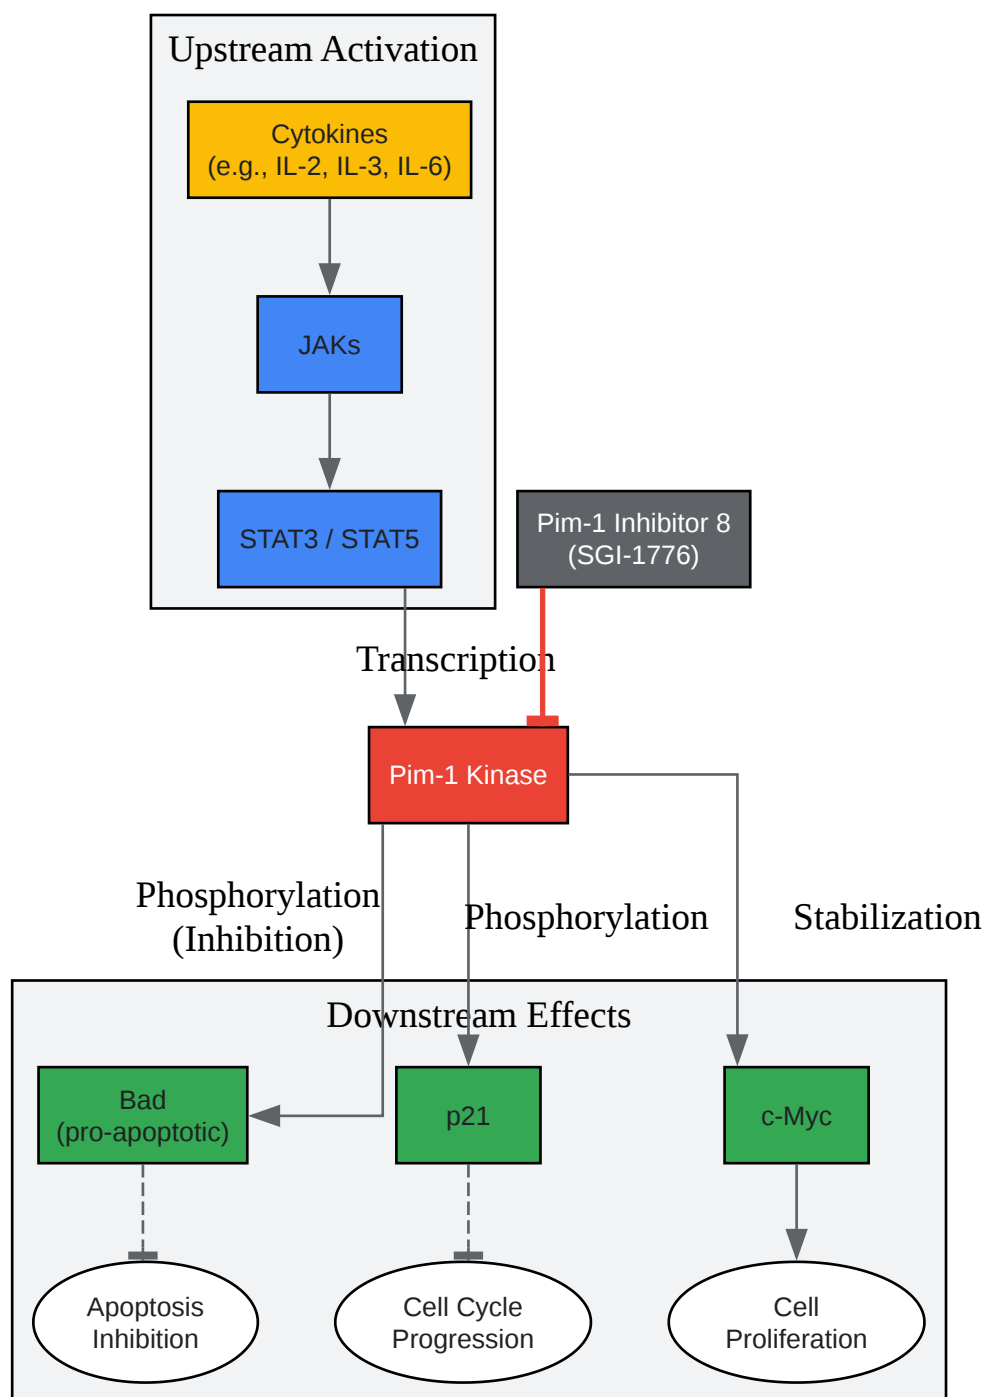 Upstream Activation
Cytokines
(e.g., IL-2, IL-3, IL-6)
JAKs
STAT3 / STAT5
Pim-1 Inhibitor 8
(SGI-1776)
Transcription
Pim-1 Kinase
Phosphorylation
(Inhibition)
Phosphorylation
Stabilization
Downstream Effects
Bad
(pro-apoptotic)
p21
c-Myc
Apoptosis
Inhibition
Cell Cycle
Progression
Cell
Proliferation